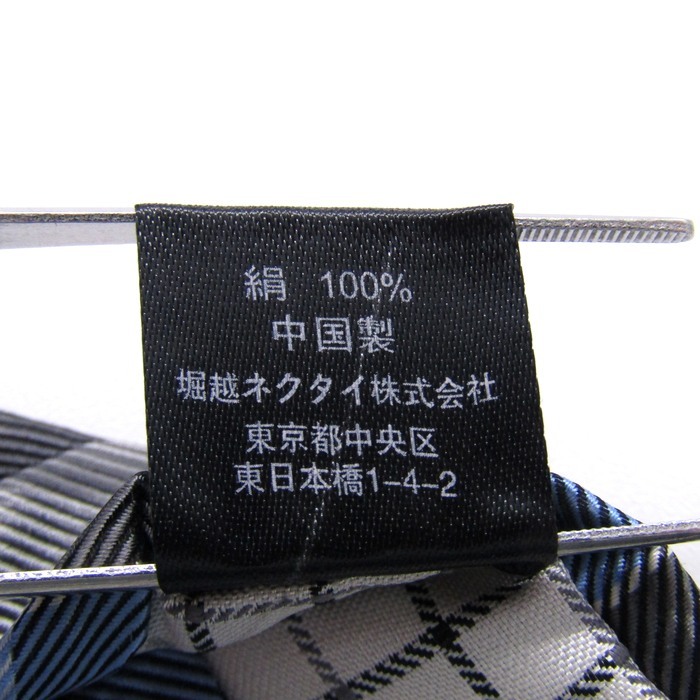 絹 100%
中国製
堀越ネクタイ株式会社
東京都中央区
東日本橋1-4-2